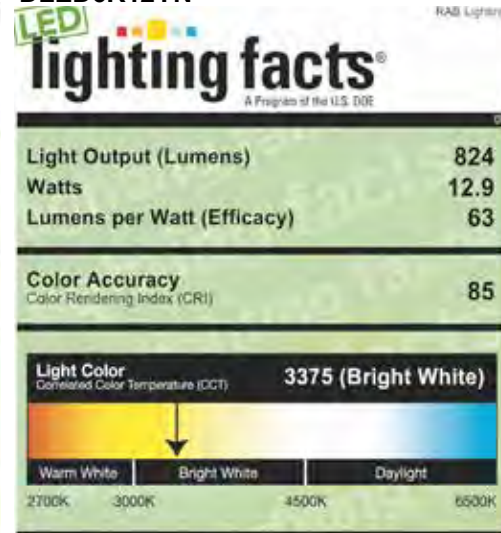 RAB Lighting
LED
lighting facts®
A Program of the U.S. DOE
Light Output (Lumens) 824
Watts 12.9
Lumens per Watt (Efficacy) 63
Color Accuracy 85
Color Rendering Index (CRI)
Light Color 3375 (Bright White)
Correlated Color Temperature (CCT)
Warm White Bright White Daylight
2700K 3000K 4500K 6500K